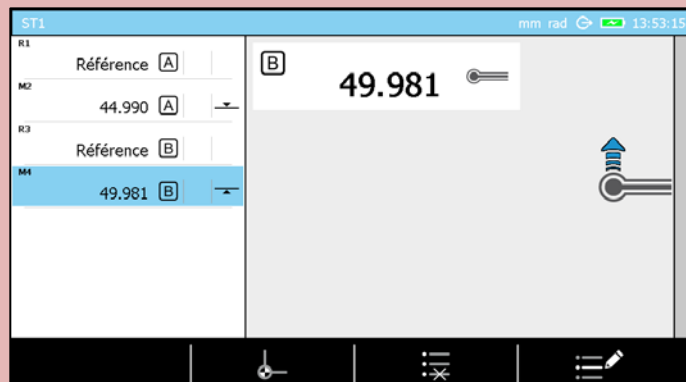 ST1
mm rad 13:53:15
R1
Référence A
M2
44.990 A
R3
Référence B
M4
49.981 B
B
49.981